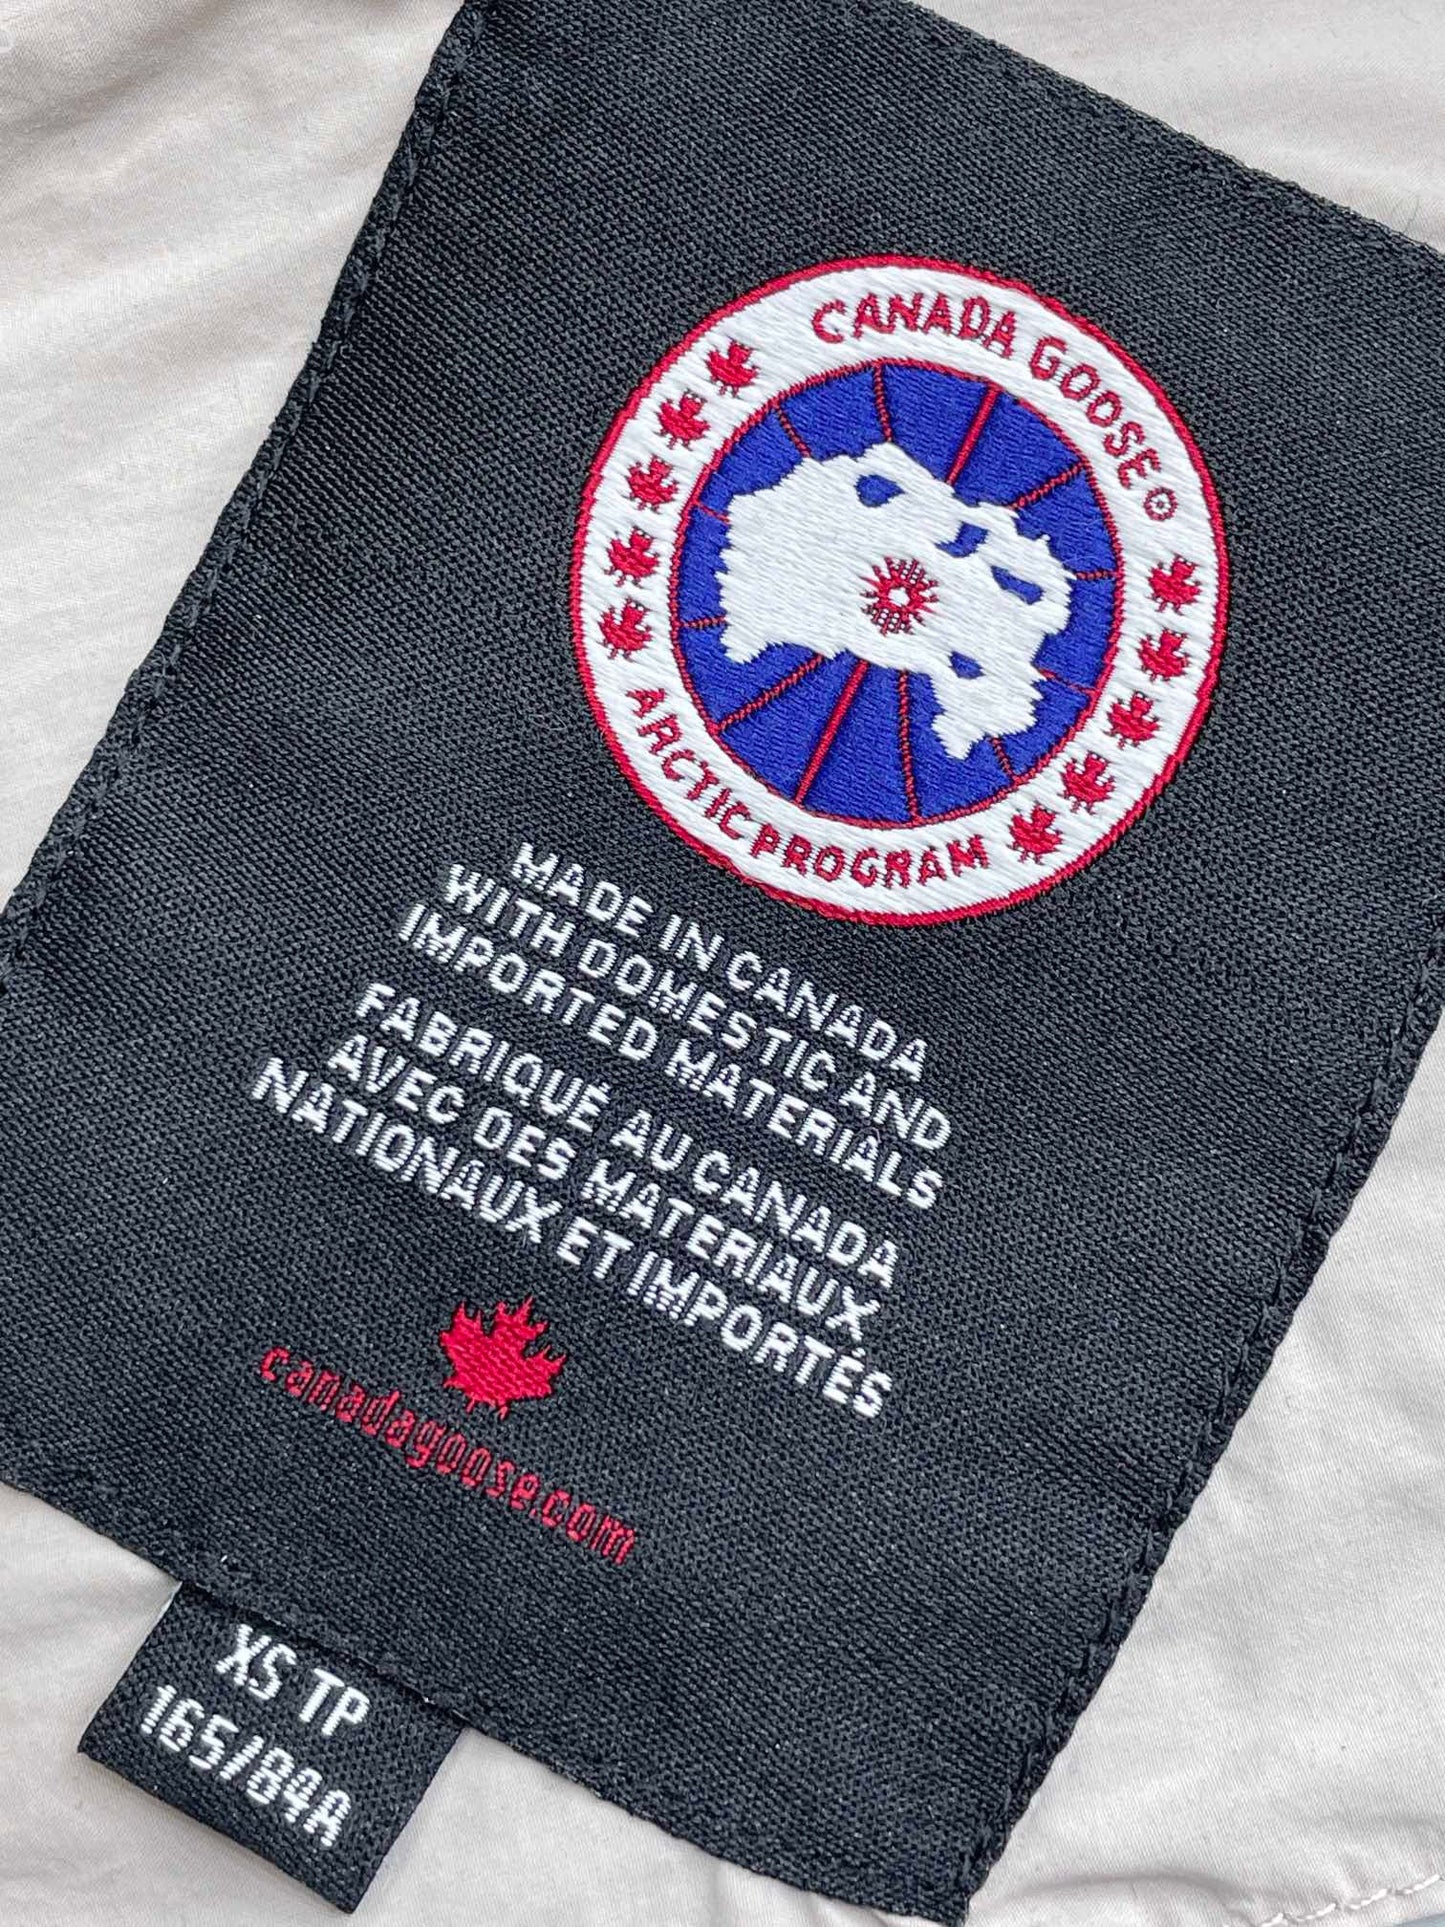 CANADA GOOSE®
ARCTIC PROGRAM
MADE IN CANADA
WITH DOMESTIC AND
IMPORTED MATERIALS
FABRIQUÉ AU CANADA
AVEC DES MATERIAUX
NATIONAUX ET IMPORTÉS
canadagoose.com
XS TP
165/84A